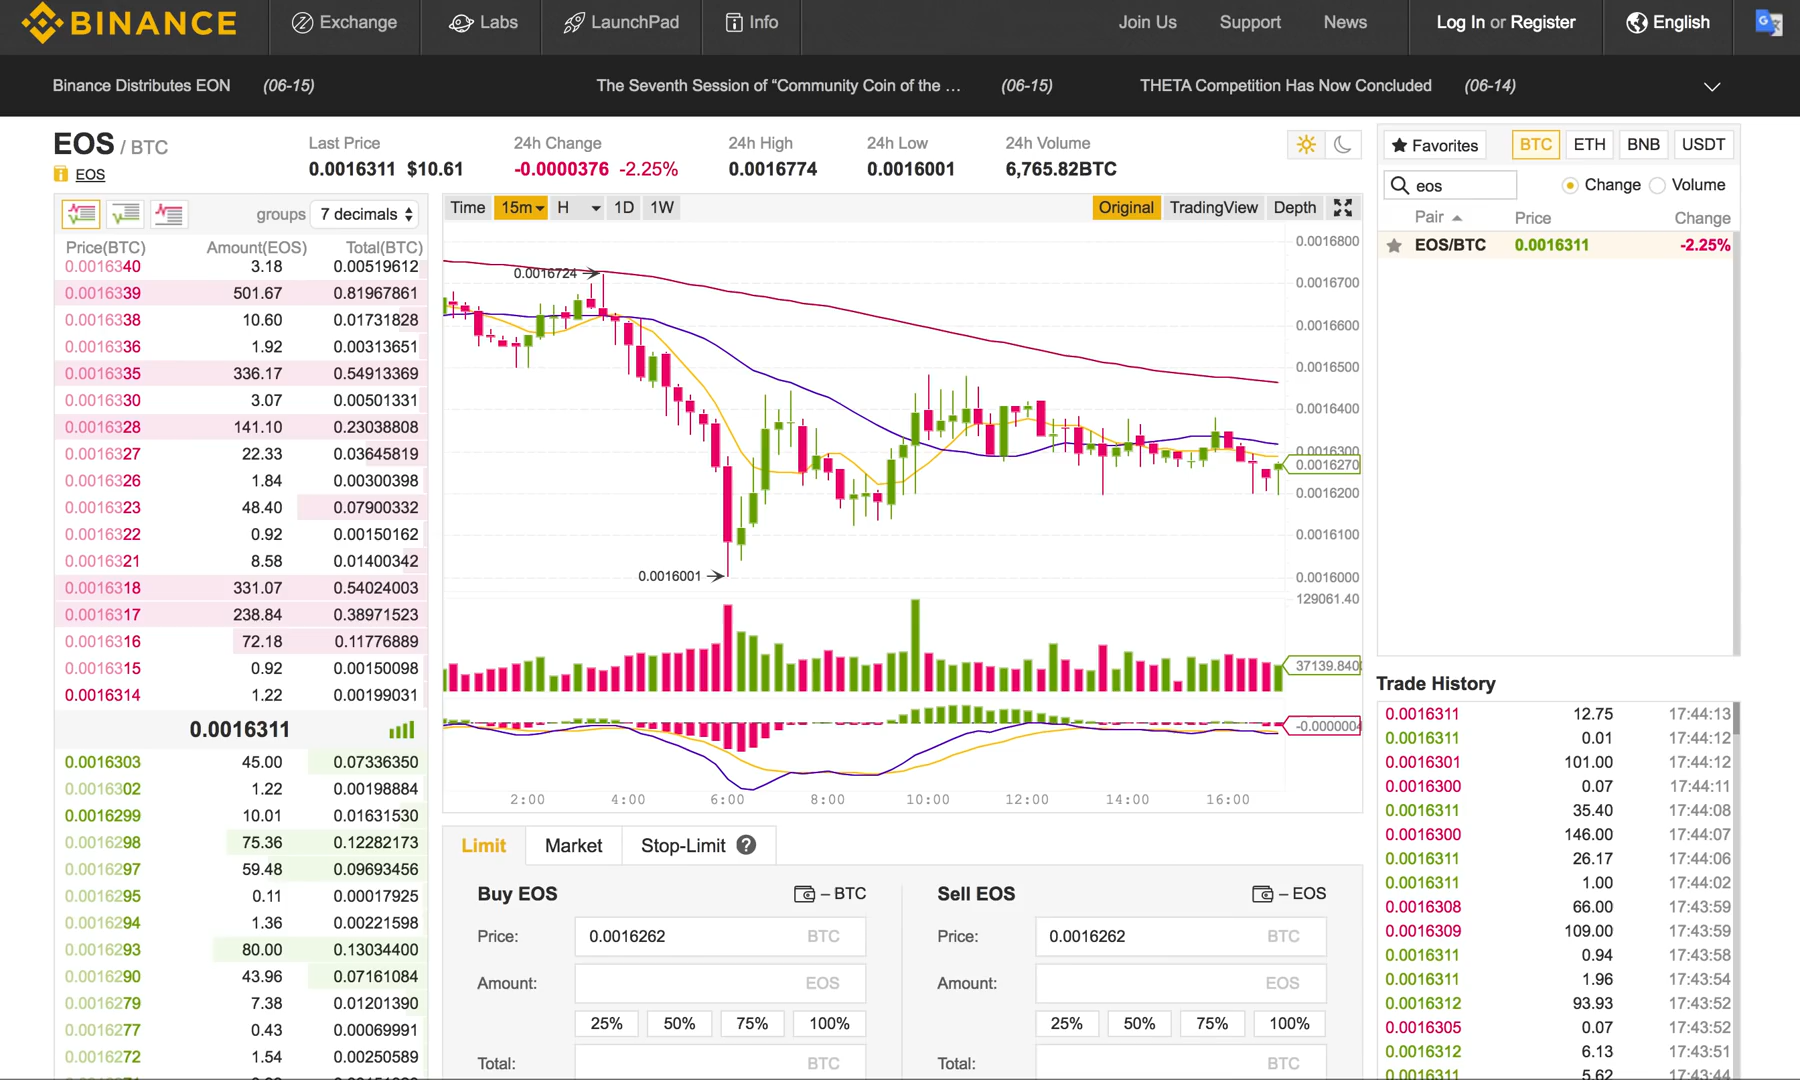 BINANCE
Exchange
Labs
LaunchPad
Info
Join Us
Support
News
Log In or Register
English
Binance Distributes EON (06-15)
The Seventh Session of “Community Coin of the ... (06-15)
THETA Competition Has Now Concluded (06-14)
EOS / BTC
EOS
Last Price
0.0016311 $10.61
24h Change
-0.0000376 -2.25%
24h High
0.0016774
24h Low
0.0016001
24h Volume
6,765.82BTC
groups 7 decimals
Price(BTC) Amount(EOS) Total(BTC)
0.0016340 3.18 0.00519612
0.0016339 501.67 0.81967861
0.0016338 10.60 0.01731828
0.0016336 1.92 0.00313651
0.0016335 336.17 0.54913369
0.0016330 3.07 0.00501331
0.0016328 141.10 0.23038808
0.0016327 22.33 0.03645819
0.0016326 1.84 0.00300398
0.0016323 48.40 0.07900332
0.0016322 0.92 0.00150162
0.0016321 8.58 0.01400342
0.0016318 331.07 0.54024003
0.0016317 238.84 0.38971523
0.0016316 72.18 0.11776889
0.0016315 0.92 0.00150098
0.0016314 1.22 0.00199031
0.0016311
0.0016303 45.00 0.07336350
0.0016302 1.22 0.00198884
0.0016299 10.01 0.01631530
0.0016298 75.36 0.12282173
0.0016297 59.48 0.09693456
0.0016295 0.11 0.00017925
0.0016294 1.36 0.00221598
0.0016293 80.00 0.13034400
0.0016290 43.96 0.07161084
0.0016279 7.38 0.01201390
0.0016277 0.43 0.00069991
0.0016272 1.54 0.00250589
Time 15m H 1D 1W
Original TradingView Depth
0.0016724
0.0016001
0.0016800
0.0016700
0.0016600
0.0016500
0.0016400
0.0016300
0.0016270
0.0016200
0.0016100
0.0016000
129061.40
37139.840
-0.0000004
2:00 4:00 6:00 8:00 10:00 12:00 14:00 16:00
Limit Market Stop-Limit ?
Buy EOS – BTC
Price: 0.0016262 BTC
Amount: EOS
25% 50% 75% 100%
Total: BTC
Sell EOS – EOS
Price: 0.0016262 BTC
Amount: EOS
25% 50% 75% 100%
Total: BTC
Favorites BTC ETH BNB USDT
eos Change Volume
Pair Price Change
EOS/BTC 0.0016311 -2.25%
Trade History
0.0016311 12.75 17:44:13
0.0016311 0.01 17:44:12
0.0016301 101.00 17:44:12
0.0016300 0.07 17:44:11
0.0016311 35.40 17:44:08
0.0016300 146.00 17:44:07
0.0016311 26.17 17:44:06
0.0016311 1.00 17:44:02
0.0016308 66.00 17:43:59
0.0016309 109.00 17:43:59
0.0016311 0.94 17:43:58
0.0016311 1.96 17:43:54
0.0016312 93.93 17:43:52
0.0016305 0.07 17:43:52
0.0016312 6.13 17:43:51
0.0016311 5.62 17:43:44